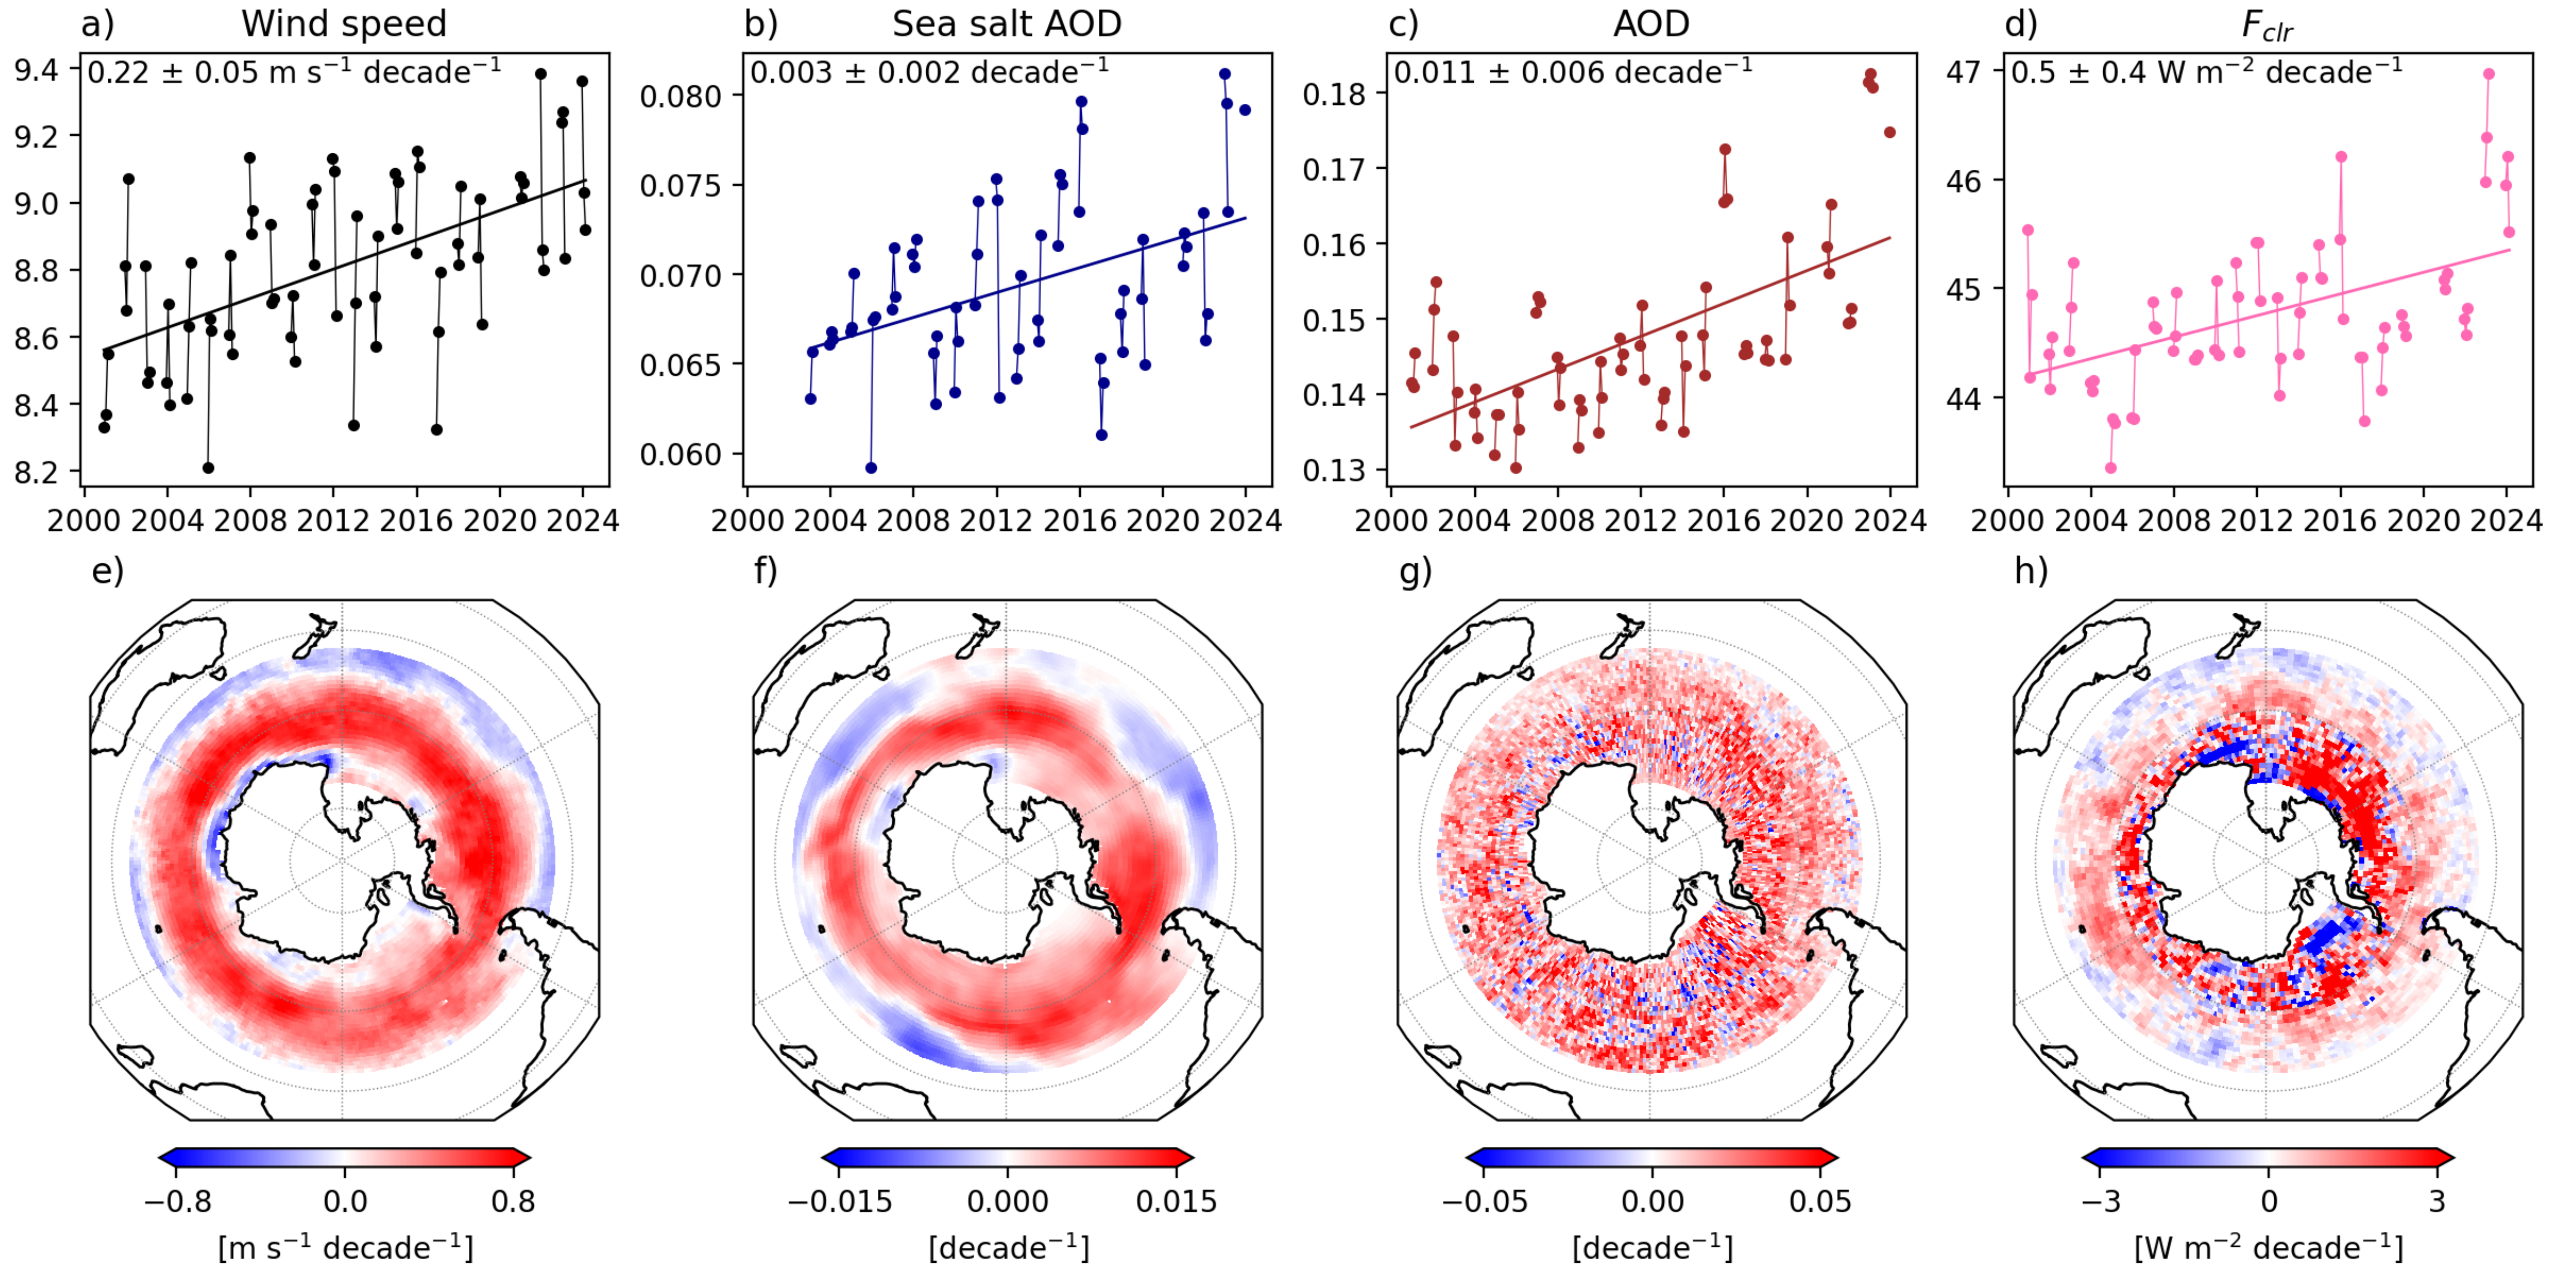 a) Wind speed
0.22 ± 0.05 m s⁻¹ decade⁻¹
9.4
9.2
9.0
8.8
8.6
8.4
8.2
2000 2004 2008 2012 2016 2020 2024
b) Sea salt AOD
0.003 ± 0.002 decade⁻¹
0.080
0.075
0.070
0.065
0.060
2000 2004 2008 2012 2016 2020 2024
c) AOD
0.011 ± 0.006 decade⁻¹
0.18
0.17
0.16
0.15
0.14
0.13
2000 2004 2008 2012 2016 2020 2024
d) F_clr
0.5 ± 0.4 W m⁻² decade⁻¹
47
46
45
44
2000 2004 2008 2012 2016 2020 2024
e)
−0.8 0.0 0.8
[m s⁻¹ decade⁻¹]
f)
−0.015 0.000 0.015
[decade⁻¹]
g)
−0.05 0.00 0.05
[decade⁻¹]
h)
−3 0 3
[W m⁻² decade⁻¹]